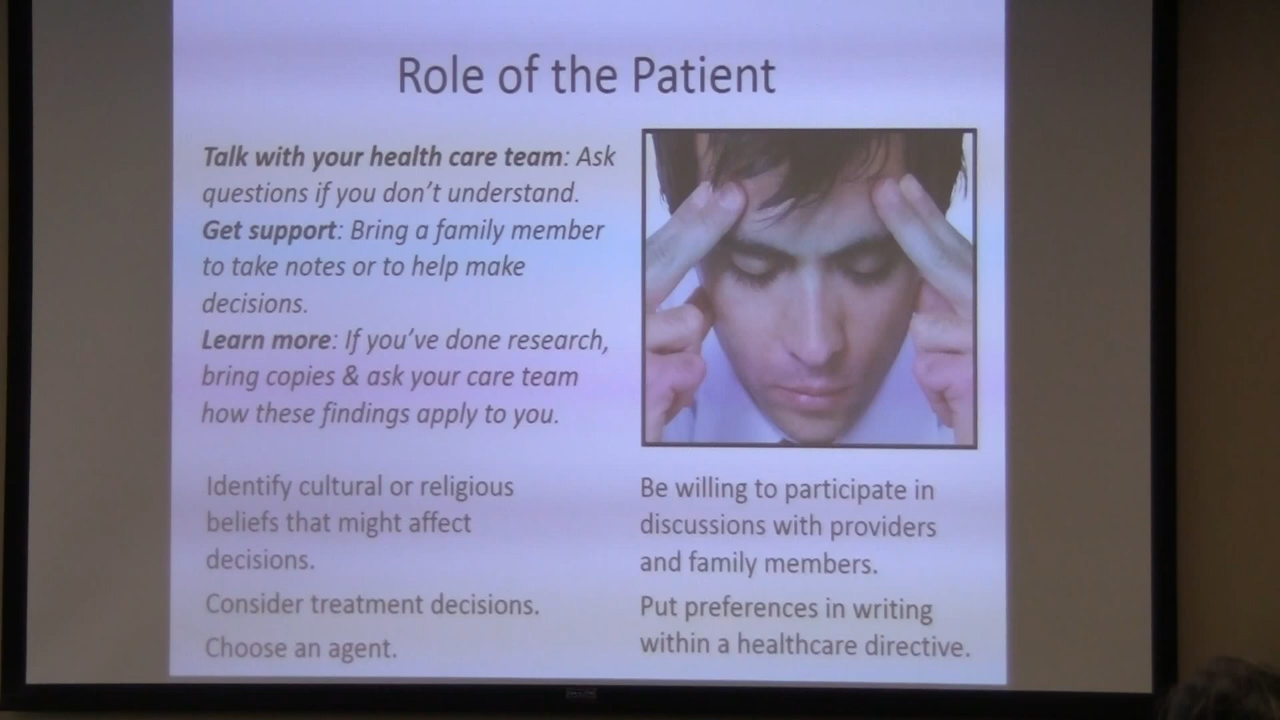 Role of the Patient
Talk with your health care team: Ask
questions if you don't understand.
Get support: Bring a family member
to take notes or to help make
decisions.
Learn more: If you've done research,
bring copies & ask your care team
how these findings apply to you.
Identify cultural or religious
beliefs that might affect
decisions.
Consider treatment decisions.
Choose an agent.
Be willing to participate in
discussions with providers
and family members.
Put preferences in writing
within a healthcare directive.